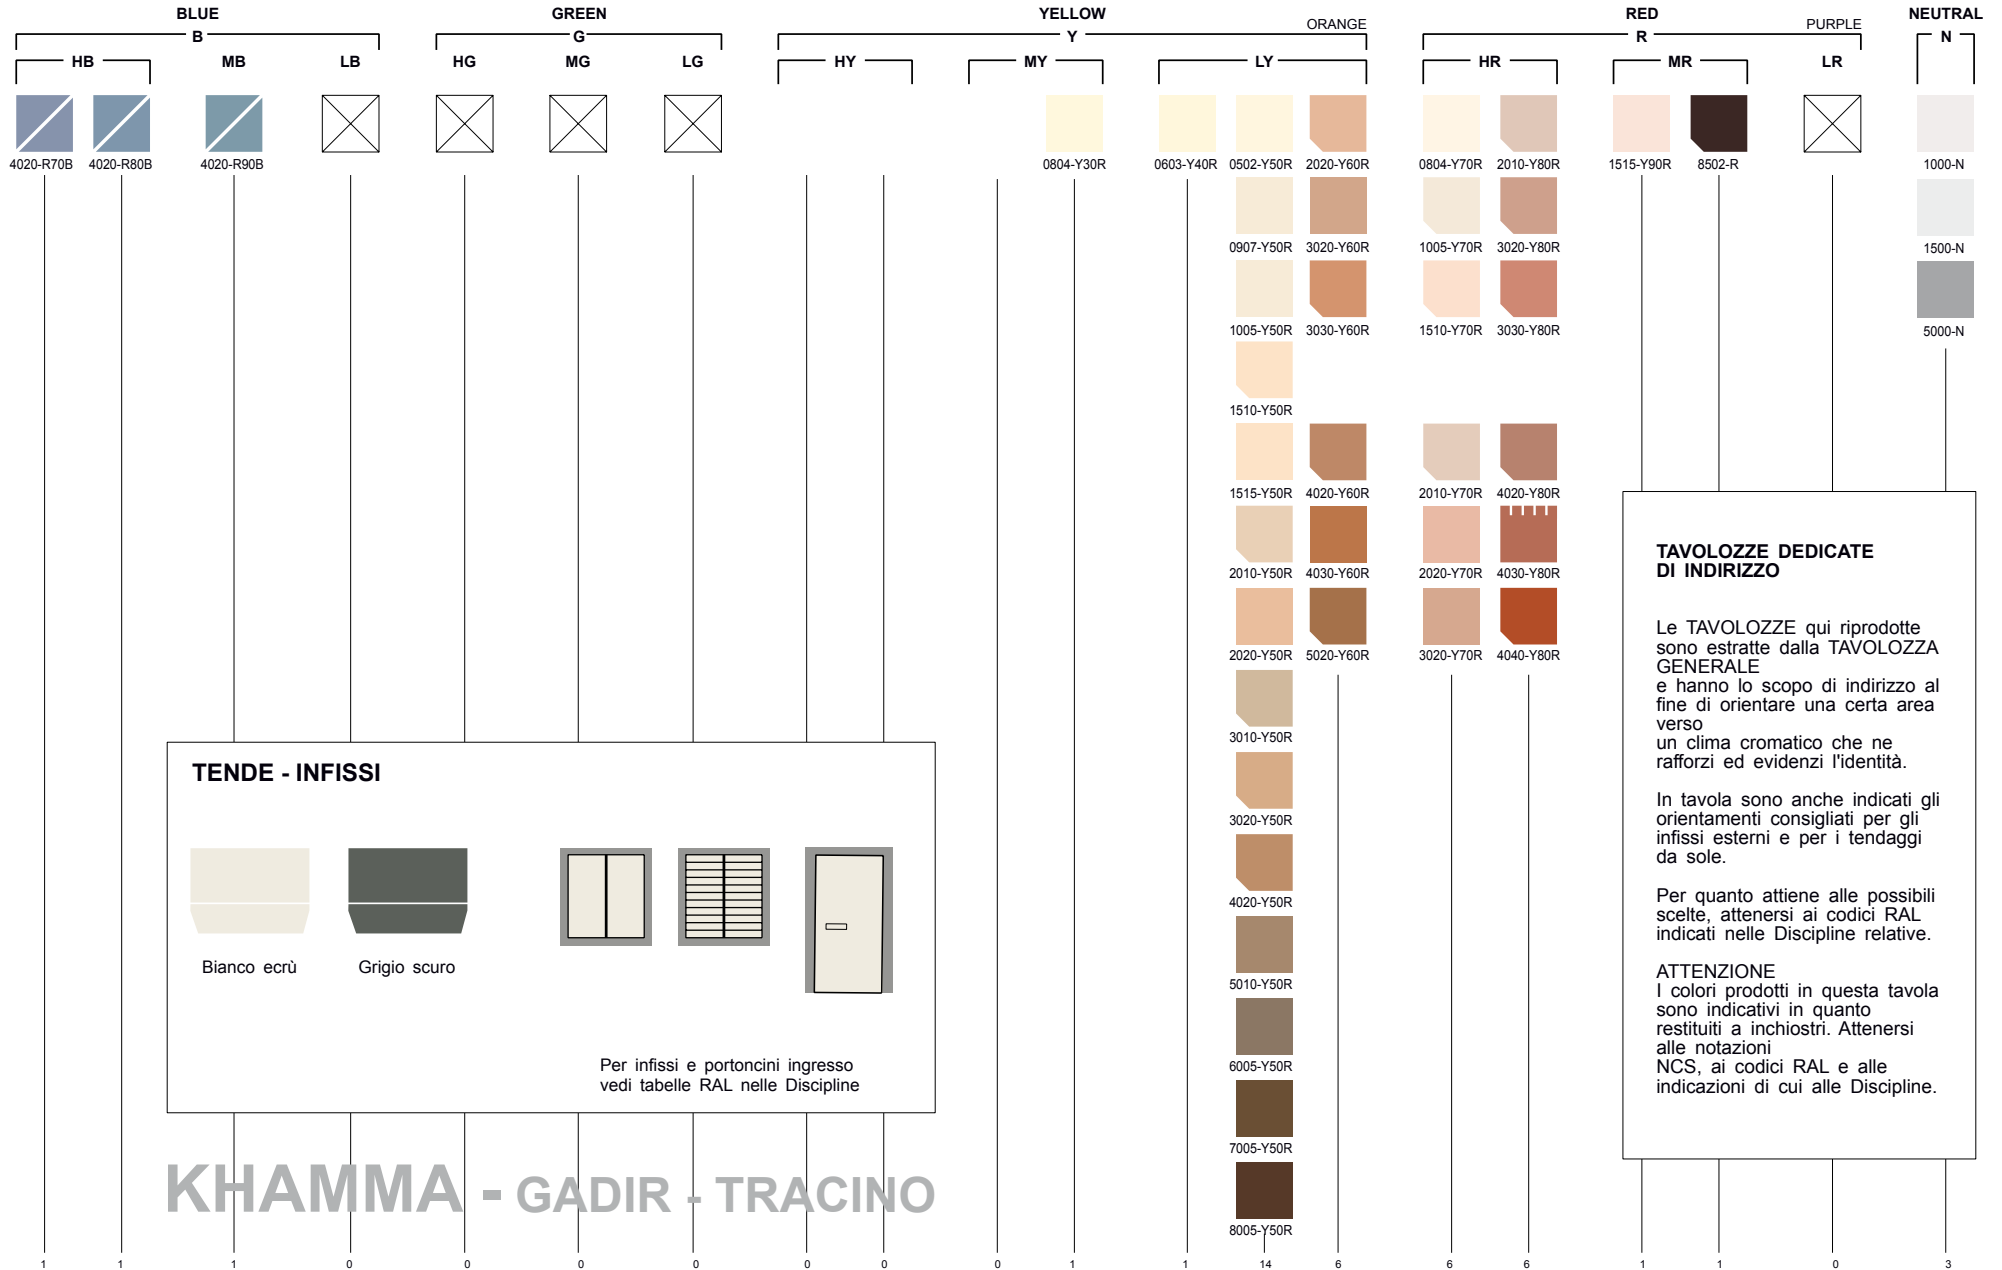 BLUE GREEN YELLOW ORANGE RED PURPLE NEUTRAL
B G Y R N
HB MB LB HG MG LG HY MY LY HR MR LR
4020-R70B 4020-R80B 4020-R90B 0804-Y30R 0603-Y40R 0502-Y50R 2020-Y60R 0804-Y70R 2010-Y80R 1515-Y90R 8502-R 1000-N
0907-Y50R 3020-Y60R 1005-Y70R 3020-Y80R 1500-N
1005-Y50R 3030-Y60R 1510-Y70R 3030-Y80R 5000-N
1510-Y50R
1515-Y50R 4020-Y60R 2010-Y70R 4020-Y80R
2010-Y50R 4030-Y60R 2020-Y70R 4030-Y80R
2020-Y50R 5020-Y60R 3020-Y70R 4040-Y80R
3010-Y50R
3020-Y50R
4020-Y50R
5010-Y50R
6005-Y50R
7005-Y50R
8005-Y50R
TENDE - INFISSI
Bianco ecrù Grigio scuro
Per infissi e portoncini ingresso
vedi tabelle RAL nelle Discipline
TAVOLOZZE DEDICATE
DI INDIRIZZO
Le TAVOLOZZE qui riprodotte
sono estratte dalla TAVOLOZZA
GENERALE
e hanno lo scopo di indirizo al
fine di orientare una certa area
verso
un clima cromatico che ne
rafforzi ed evidenzi l'identità.
In tavola sono anche indicati gli
orientamenti consigliati per gli
infissi esterni e per i tendaggi
da sole.
Per quanto attiene alle possibili
scelte, attenersi ai codici RAL
indicati nelle Discipline relative.
ATTENZIONE
I colori prodotti in questa tavola
sono indicativi in quanto
restituiti a inchiostri. Attenersi
alle notazioni
NCS, ai codici RAL e alle
indicazioni di cui alle Discipline.
KHAMMA - GADIR - TRACINO
1 1 1 0 0 0 0 0 0 0 1 1 14 6 6 6 1 1 0 3